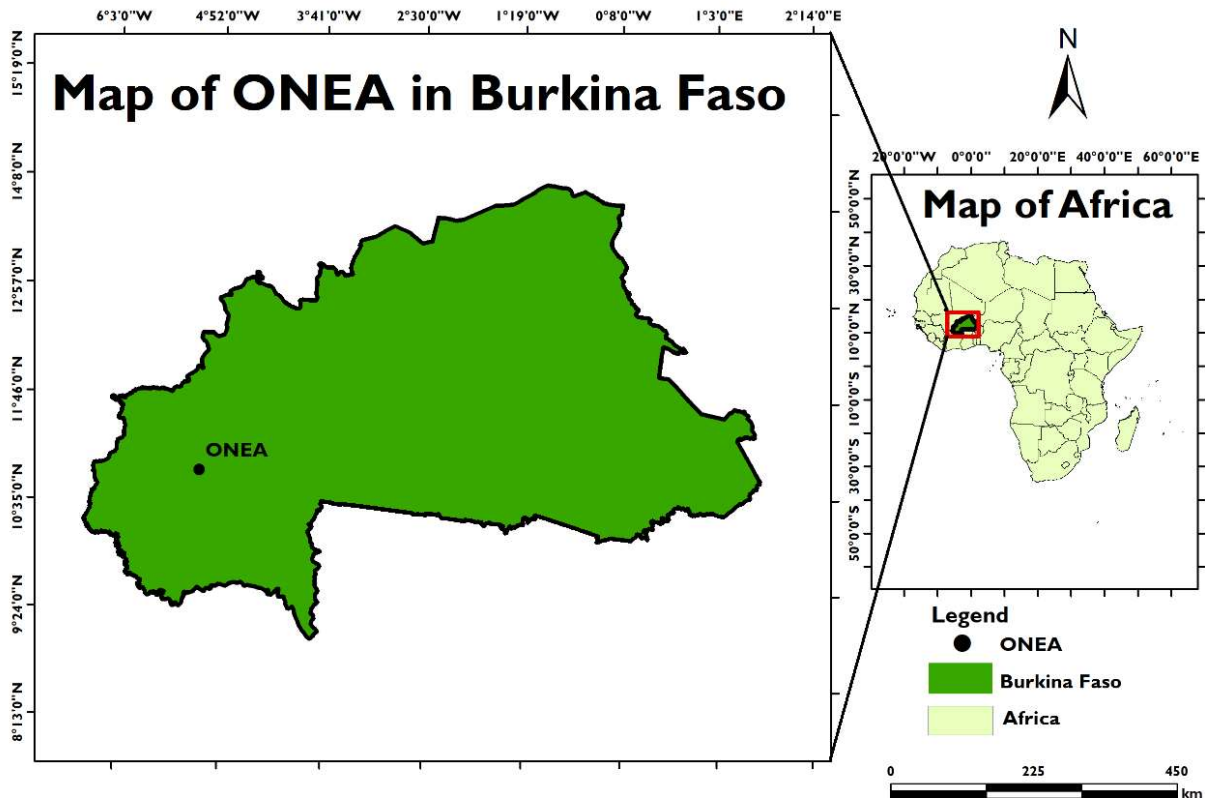 6°30'0"W 4°52'0"W 3°41'0"W 2°30'0"W 1°19'0"W 0°8'0"W 1°3'0"E 2°14'0"E
15°19'0"N
14°8'0"N
12°57'0"N
11°46'0"N
10°35'0"N
9°24'0"N
8°13'0"N
Map of ONEA in Burkina Faso
ONEA
N
20°0'0"W 0°0'0" 20°0'0"E 40°0'0"E 60°0'0"E
Map of Africa
50°0'0"N
30°0'0"N
10°0'0"N
10°0'0"S
30°0'0"S
50°0'0"S
Legend
ONEA
Burkina Faso
Africa
0 225 450
km